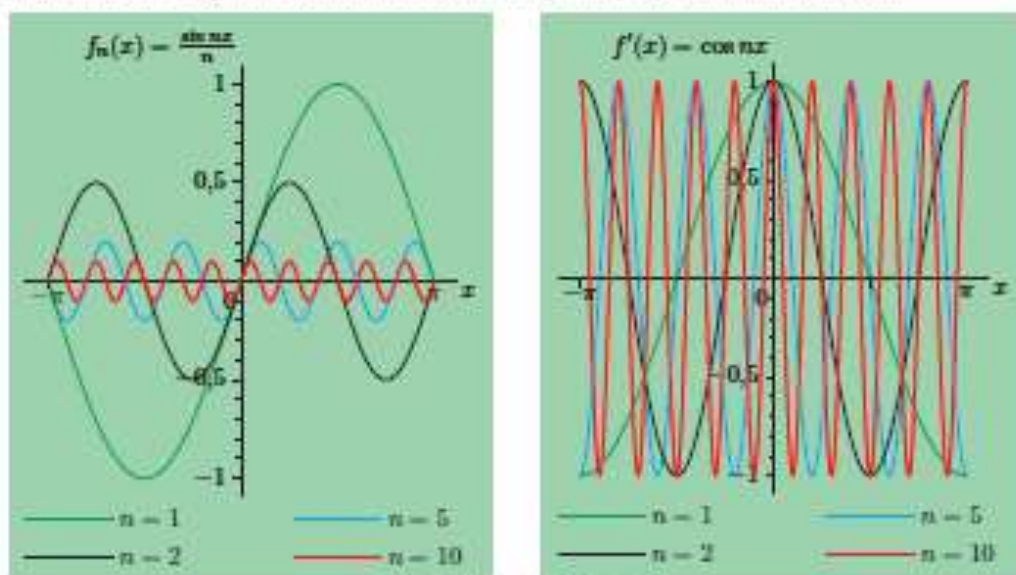 fₙ(x) = sin nx / n
1
0,5
−π 0 π x
−0,5
−1
n = 1 n = 5
n = 2 n = 10
f′(x) = cos nx
1
0,5
−π 0 π x
−0,5
−1
n = 1 n = 5
n = 2 n = 10